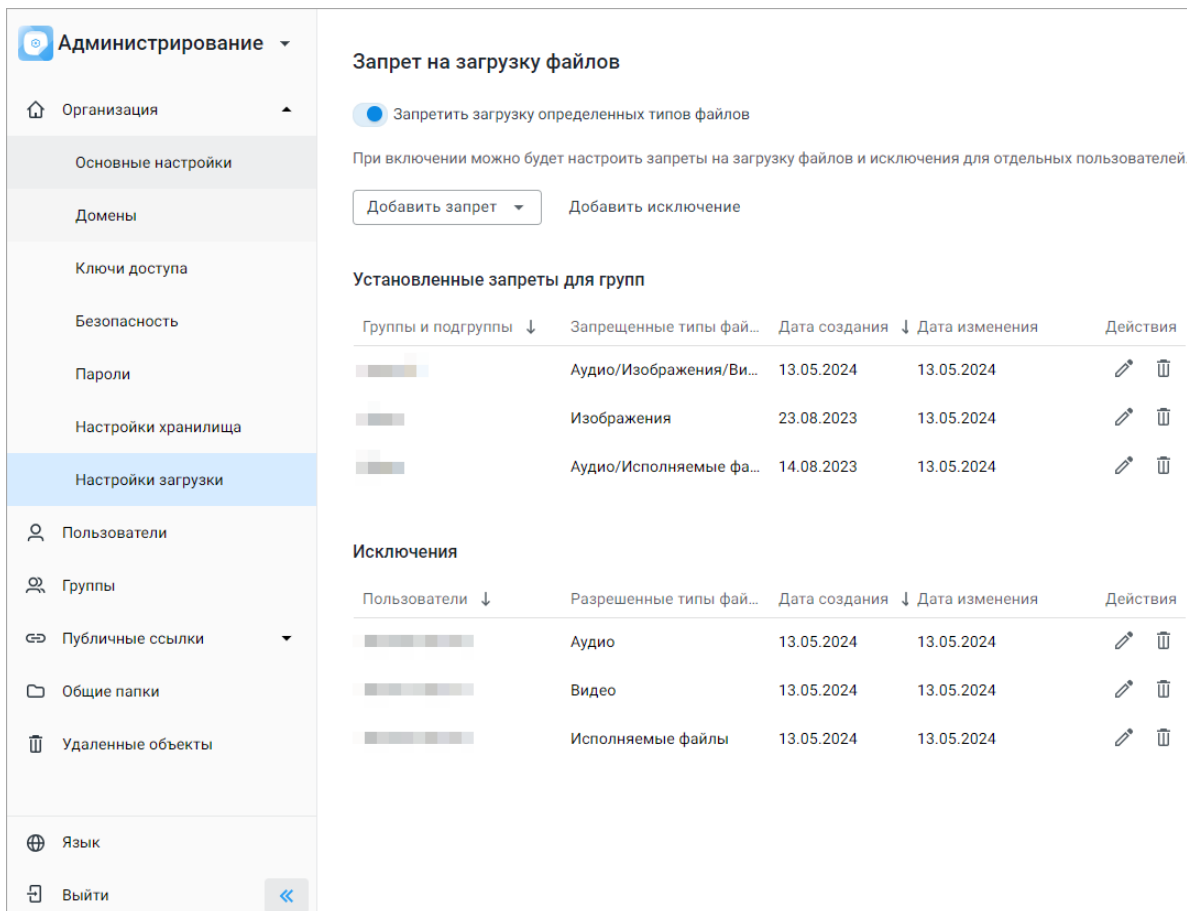 Администрирование
Организация
Основные настройки
Домены
Ключи доступа
Безопасность
Пароли
Настройки хранилища
Настройки загрузки
Пользователи
Группы
Публичные ссылки
Общие папки
Удаленные объекты
Язык
Выйти
Запрет на загрузку файлов
Запретить загрузку определенных типов файлов
При включении можно будет настроить запреты на загрузку файлов и исключения для отдельных пользователей.
Добавить запрет Добавить исключение
Установленные запреты для групп
Группы и подгруппы Запрещенные типы фай... Дата создания Дата изменения Действия
Аудио/Изображения/Ви... 13.05.2024 13.05.2024
Изображения 23.08.2023 13.05.2024
Аудио/Исполняемые фа... 14.08.2023 13.05.2024
Исключения
Пользователи Разрешенные типы фай... Дата создания Дата изменения Действия
Аудио 13.05.2024 13.05.2024
Видео 13.05.2024 13.05.2024
Исполняемые файлы 13.05.2024 13.05.2024